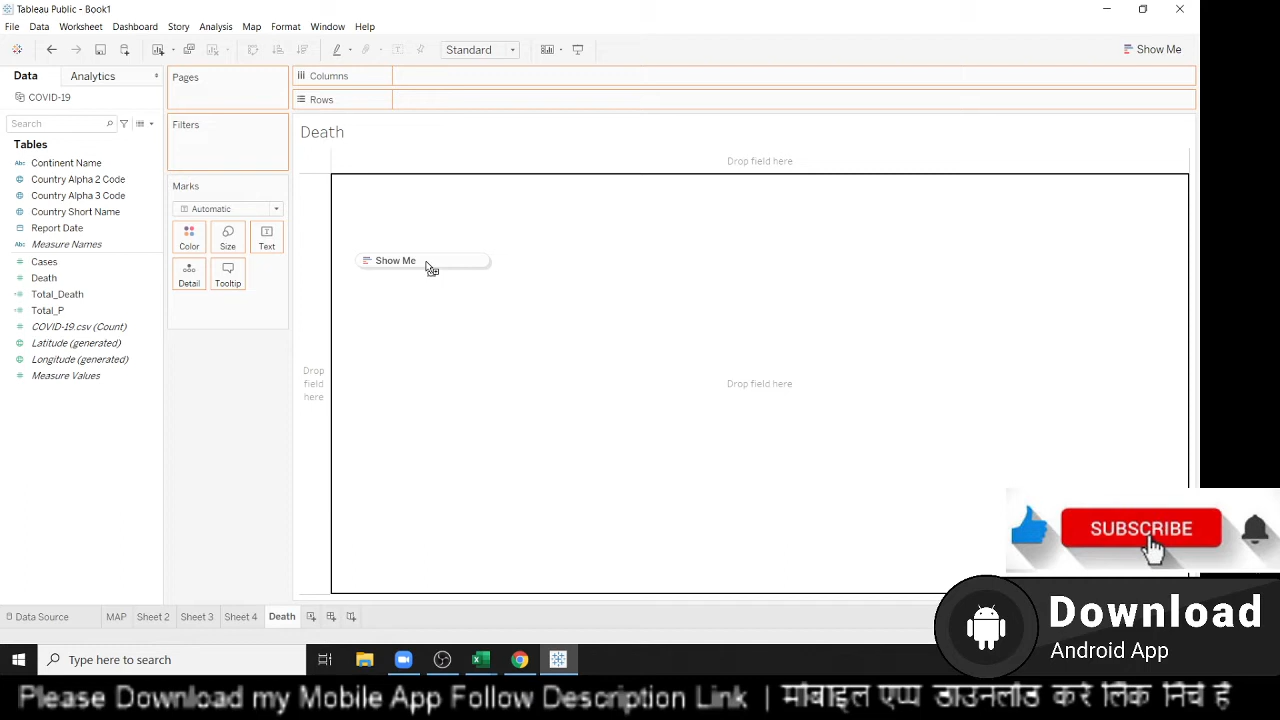 Tableau Public - Book1
File Data Worksheet Dashboard Story Analysis Map Format Window Help
Standard
Show Me
Data Analytics
Pages
Columns
COVID-19
Rows
Search
Filters
Tables
Death
Continent Name
Drop field here
Country Alpha 2 Code
Country Alpha 3 Code
Country Short Name
Report Date
Measure Names
Cases
Death
Total_Death
Total_P
COVID-19.csv (Count)
Latitude (generated)
Longitude (generated)
Measure Values
Marks
Automatic
Color Size Text
Detail Tooltip
Show Me
Drop
field
here
Drop field here
SUBSCRIBE
Download
Android App
Data Source MAP Sheet 2 Sheet 3 Sheet 4 Death
Type here to search
Please Download my Mobile App Follow Description Link | मोबाइल एप्प डाउनलोड करे लिंक निचे हैं